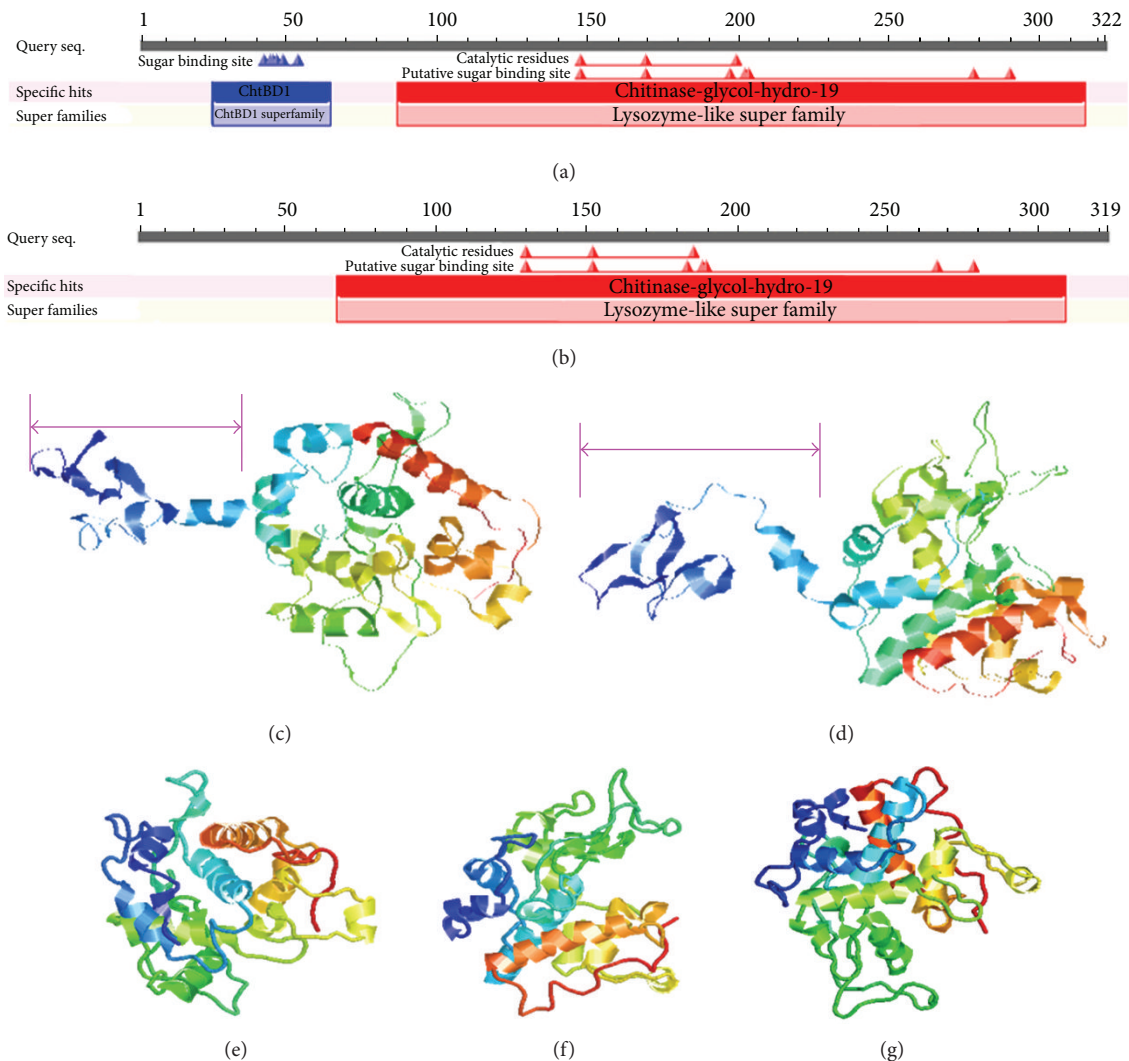 1 50 100 150 200 250 300 322
Query seq.
Sugar binding site Catalytic residues
Putative sugar binding site
Specific hits ChtBD1 Chitinase-glycol-hydro-19
Super families ChtBD1 superfamily Lysozyme-like super family
(a)
1 50 100 150 200 250 300 319
Query seq.
Catalytic residues
Putative sugar binding site
Specific hits Chitinase-glycol-hydro-19
Super families Lysozyme-like super family
(b)
(c) (d)
(e) (f) (g)